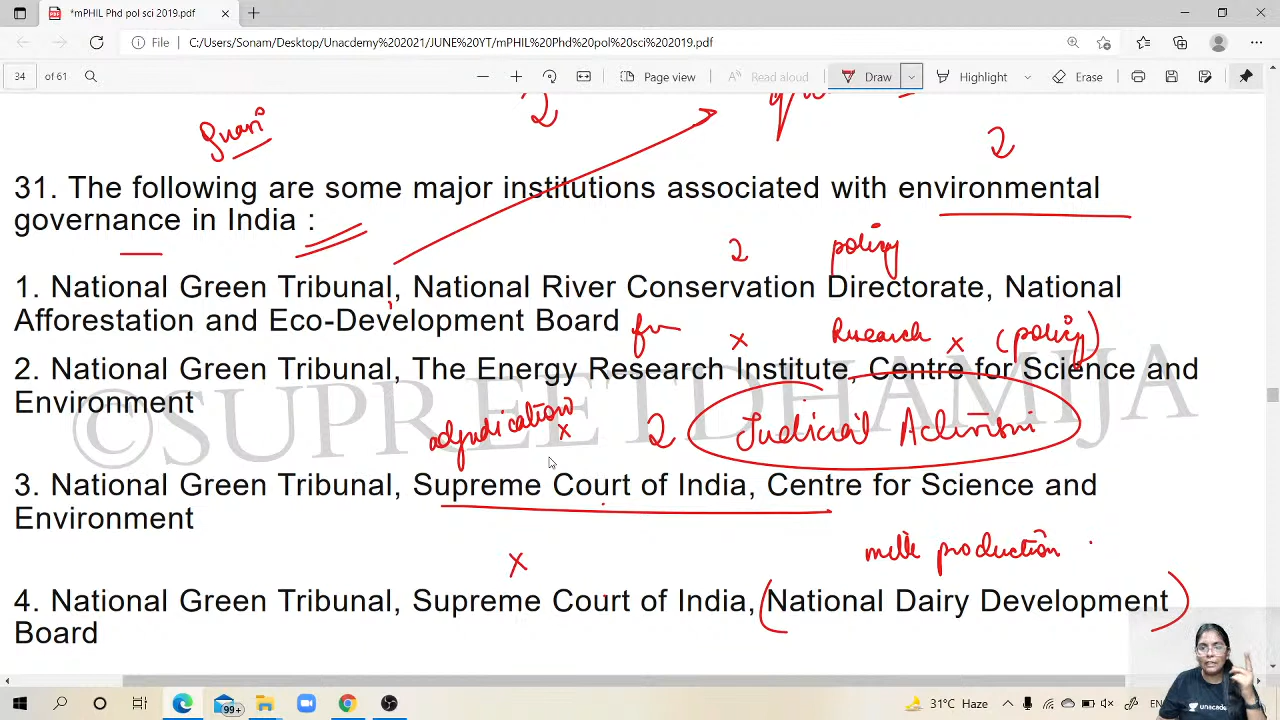 *mPHIL Phd pol sci 2019.pdf
File C:/Users/Sonam/Desktop/Unacdemy%202021/JUNE%20YT/mPHIL%20Phd%20pol%20sci%202019.pdf
34 of 61 Page view Read aloud Draw Highlight Erase
2
Quasi
2
31. The following are some major institutions associated with environmental
governance in India :
2 policy
1. National Green Tribunal, National River Conservation Directorate, National
Afforestation and Eco-Development Board
x Research x (policy)
2. National Green Tribunal, The Energy Research Institute, Centre for Science and
Environment
adjudication x 2 Judicial Activism
©SUPREETDHAMIJA
3. National Green Tribunal, Supreme Court of India, Centre for Science and
Environment
x milk production
4. National Green Tribunal, Supreme Court of India, (National Dairy Development)
Board
unacademy
99+ 31°C Haze EN